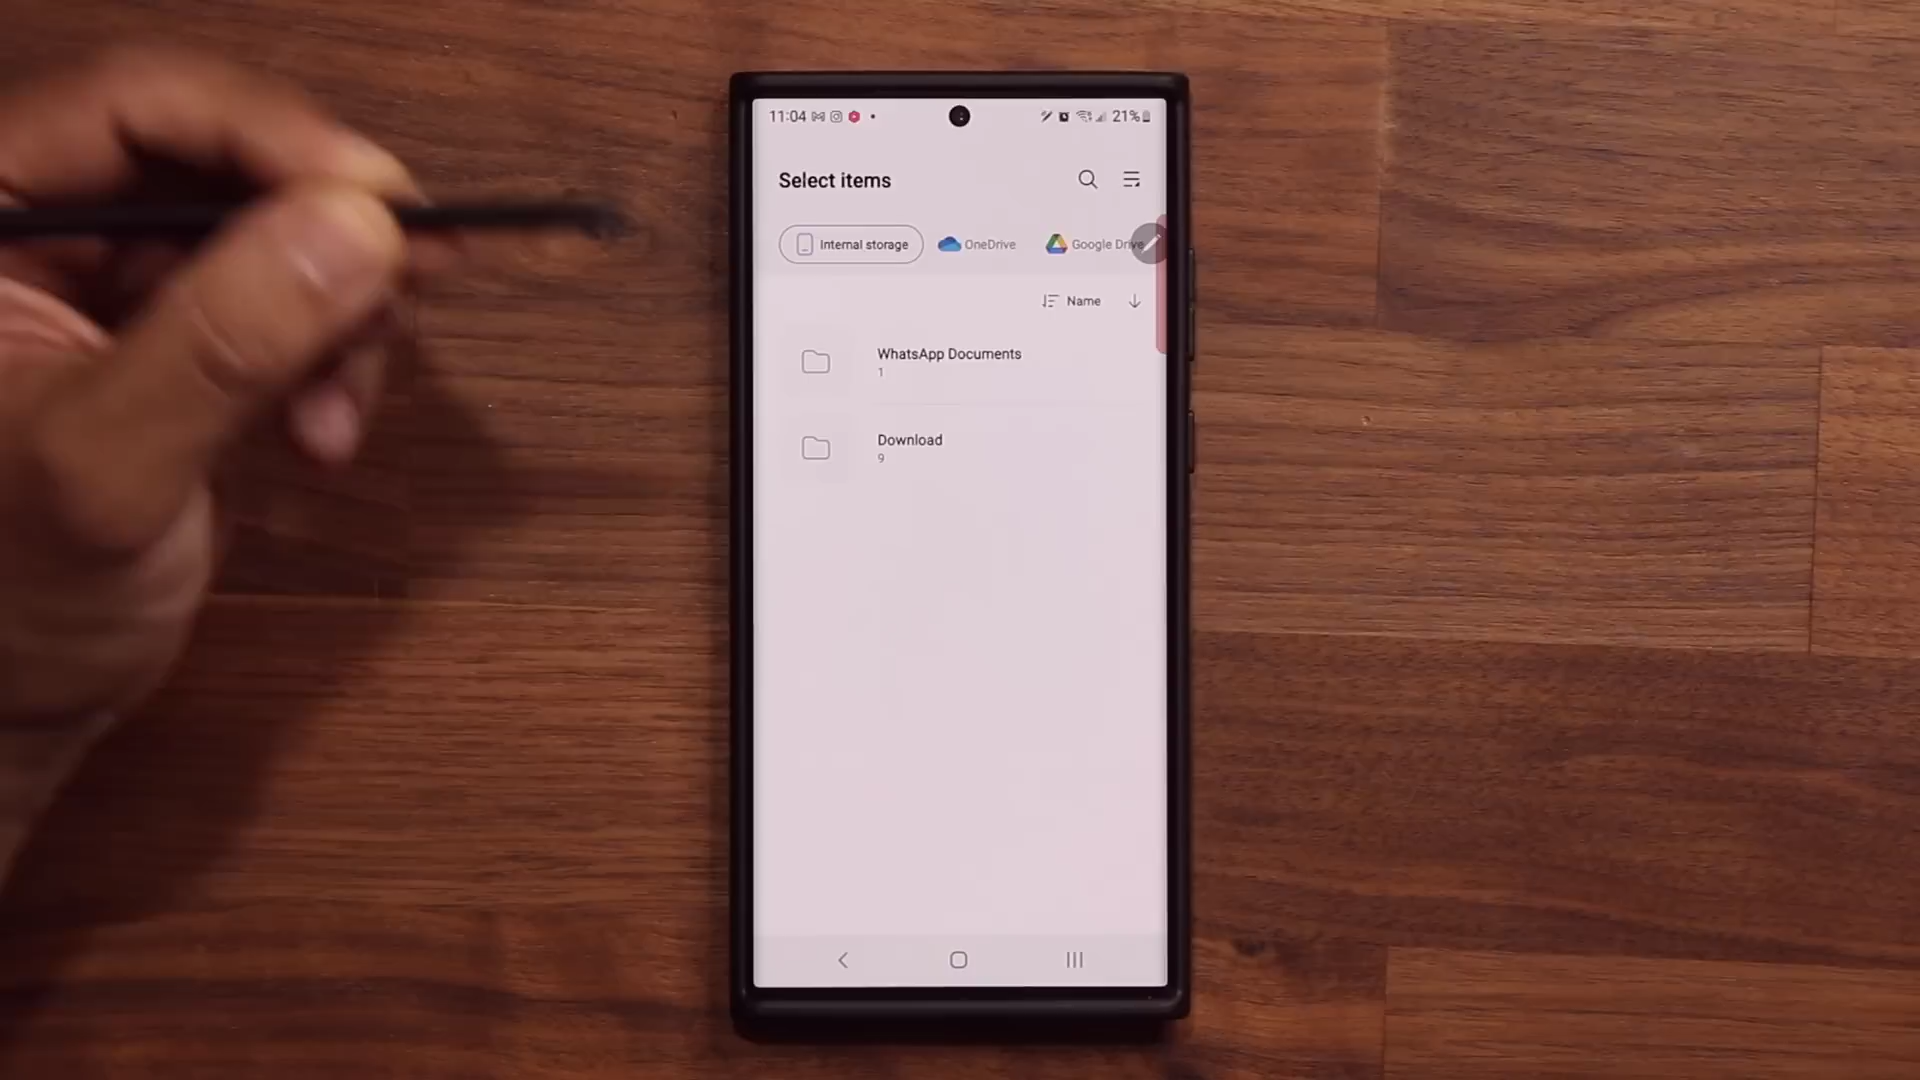 11:04
21%
Select items
Internal storage
OneDrive
Google Drive
Name
WhatsApp Documents
1
Download
9